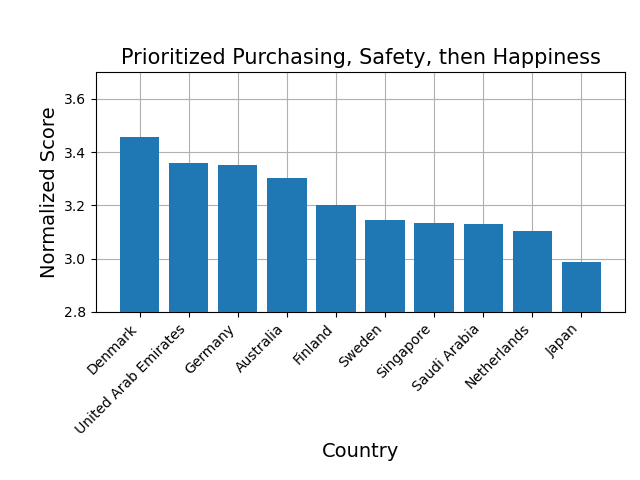 Prioritized Purchasing, Safety, then Happiness
Normalized Score
3.6
3.4
3.2
3.0
2.8
Denmark
United Arab Emirates
Germany
Australia
Finland
Sweden
Singapore
Saudi Arabia
Netherlands
Japan
Country